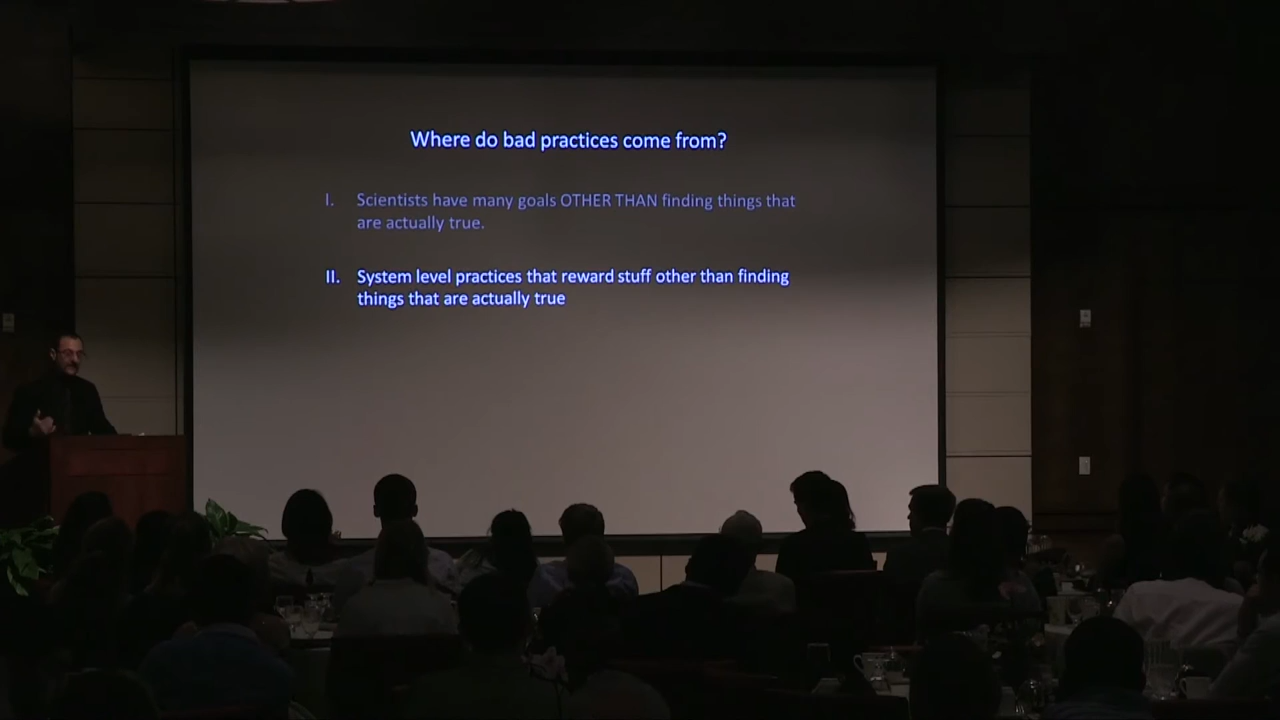 Where do bad practices come from?
I. Scientists have many goals OTHER THAN finding things that
are actually true.
II. System level practices that reward stuff other than finding
things that are actually true